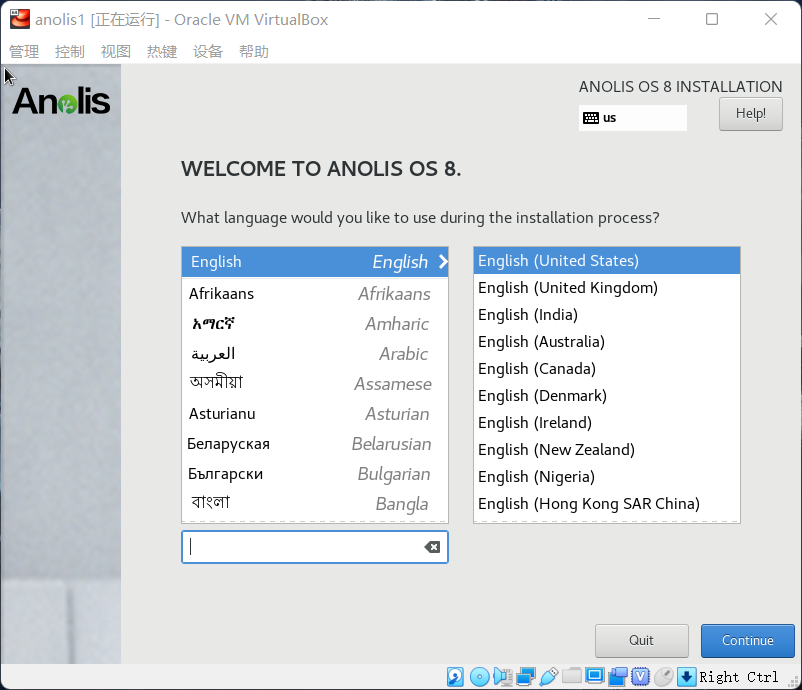 anolis1 [正在运行] - Oracle VM VirtualBox
管理 控制 视图 热键 设备 帮助
Anolis
ANOLIS OS 8 INSTALLATION
us
Help!
WELCOME TO ANOLIS OS 8.
What language would you like to use during the installation process?
English English
Afrikaans Afrikaans
አማርኛ Amharic
العربية Arabic
অসমীয়া Assamese
Asturianu Asturian
Беларуская Belarusian
Български Bulgarian
বাংলা Bangla
English (United States)
English (United Kingdom)
English (India)
English (Australia)
English (Canada)
English (Denmark)
English (Ireland)
English (New Zealand)
English (Nigeria)
English (Hong Kong SAR China)
Quit
Continue
Right Ctrl